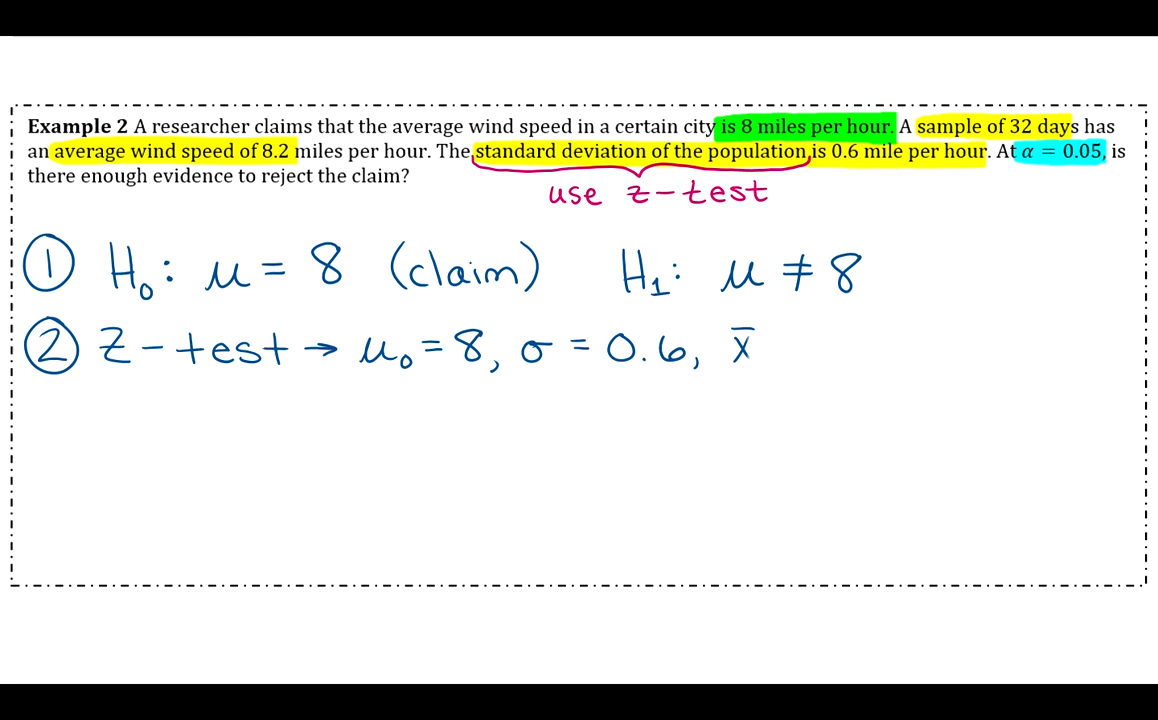 Example 2 A researcher claims that the average wind speed in a certain city is 8 miles per hour. A sample of 32 days has
an average wind speed of 8.2 miles per hour. The standard deviation of the population is 0.6 mile per hour. At α = 0.05, is
there enough evidence to reject the claim?
use z-test
① H₀: μ = 8 (claim) H₁: μ ≠ 8
② z-test → μ₀ = 8, σ = 0.6, x̄